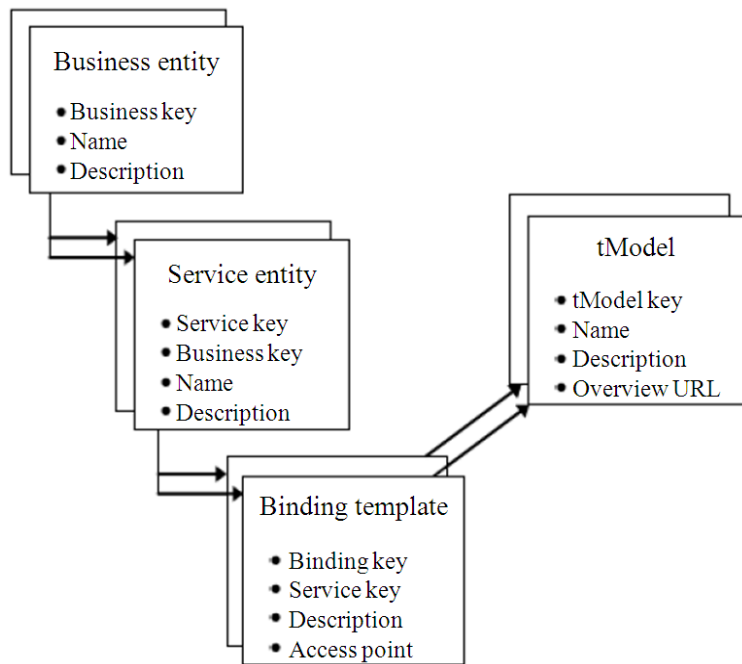 Business entity
• Business key
• Name
• Description
Service entity
• Service key
• Business key
• Name
• Description
tModel
• tModel key
• Name
• Description
• Overview URL
Binding template
• Binding key
• Service key
• Description
• Access point